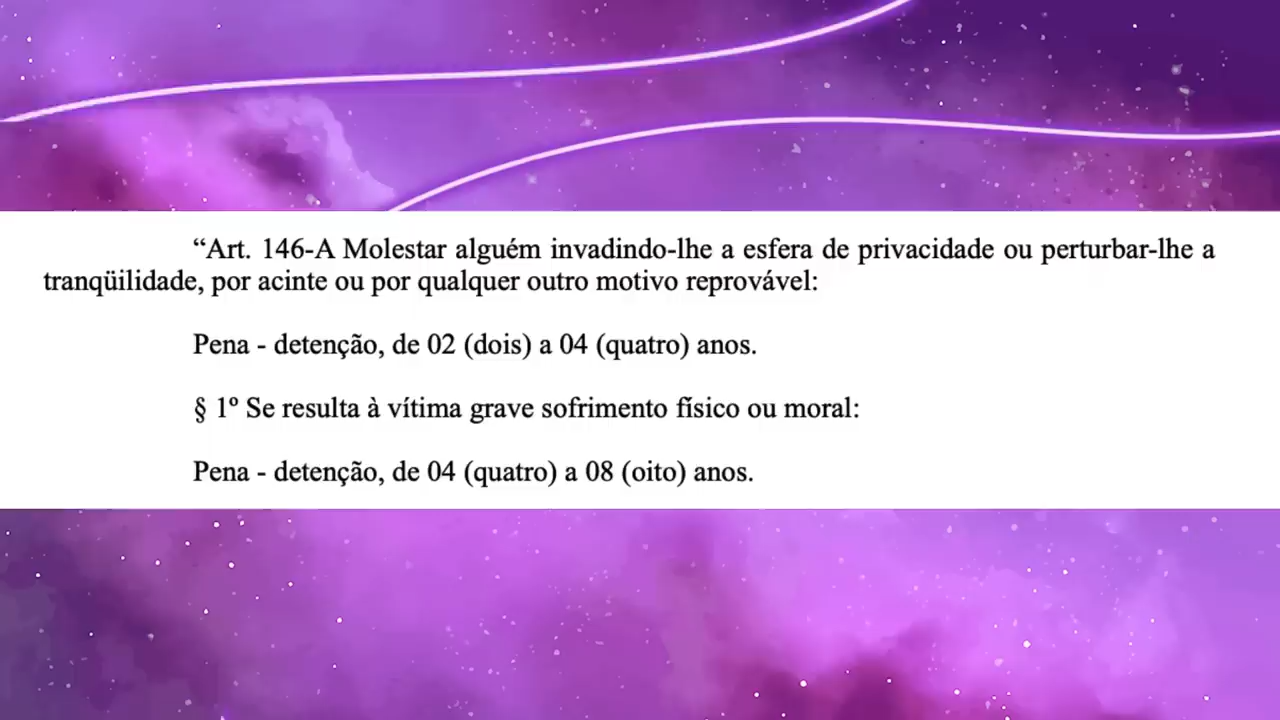 “Art. 146-A Molestar alguém invadindo-lhe a esfera de privacidade ou perturbar-lhe a
tranqüilidade, por acinte ou por qualquer outro motivo reprovável:
Pena - detenção, de 02 (dois) a 04 (quatro) anos.
§ 1º Se resulta à vítima grave sofrimento físico ou moral:
Pena - detenção, de 04 (quatro) a 08 (oito) anos.